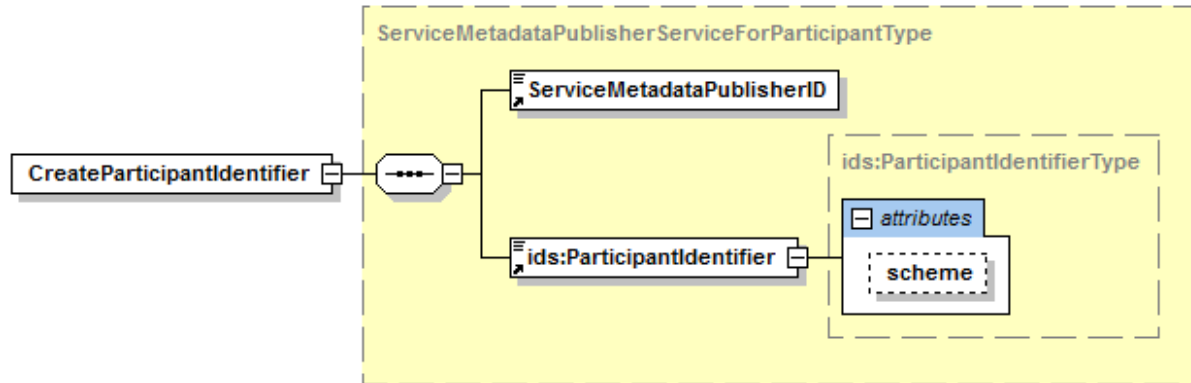 ServiceMetadataPublisherServiceForParticipantType
ServiceMetadataPublisherID
CreateParticipantIdentifier
ids:ParticipantIdentifierType
attributes
ids:ParticipantIdentifier
scheme